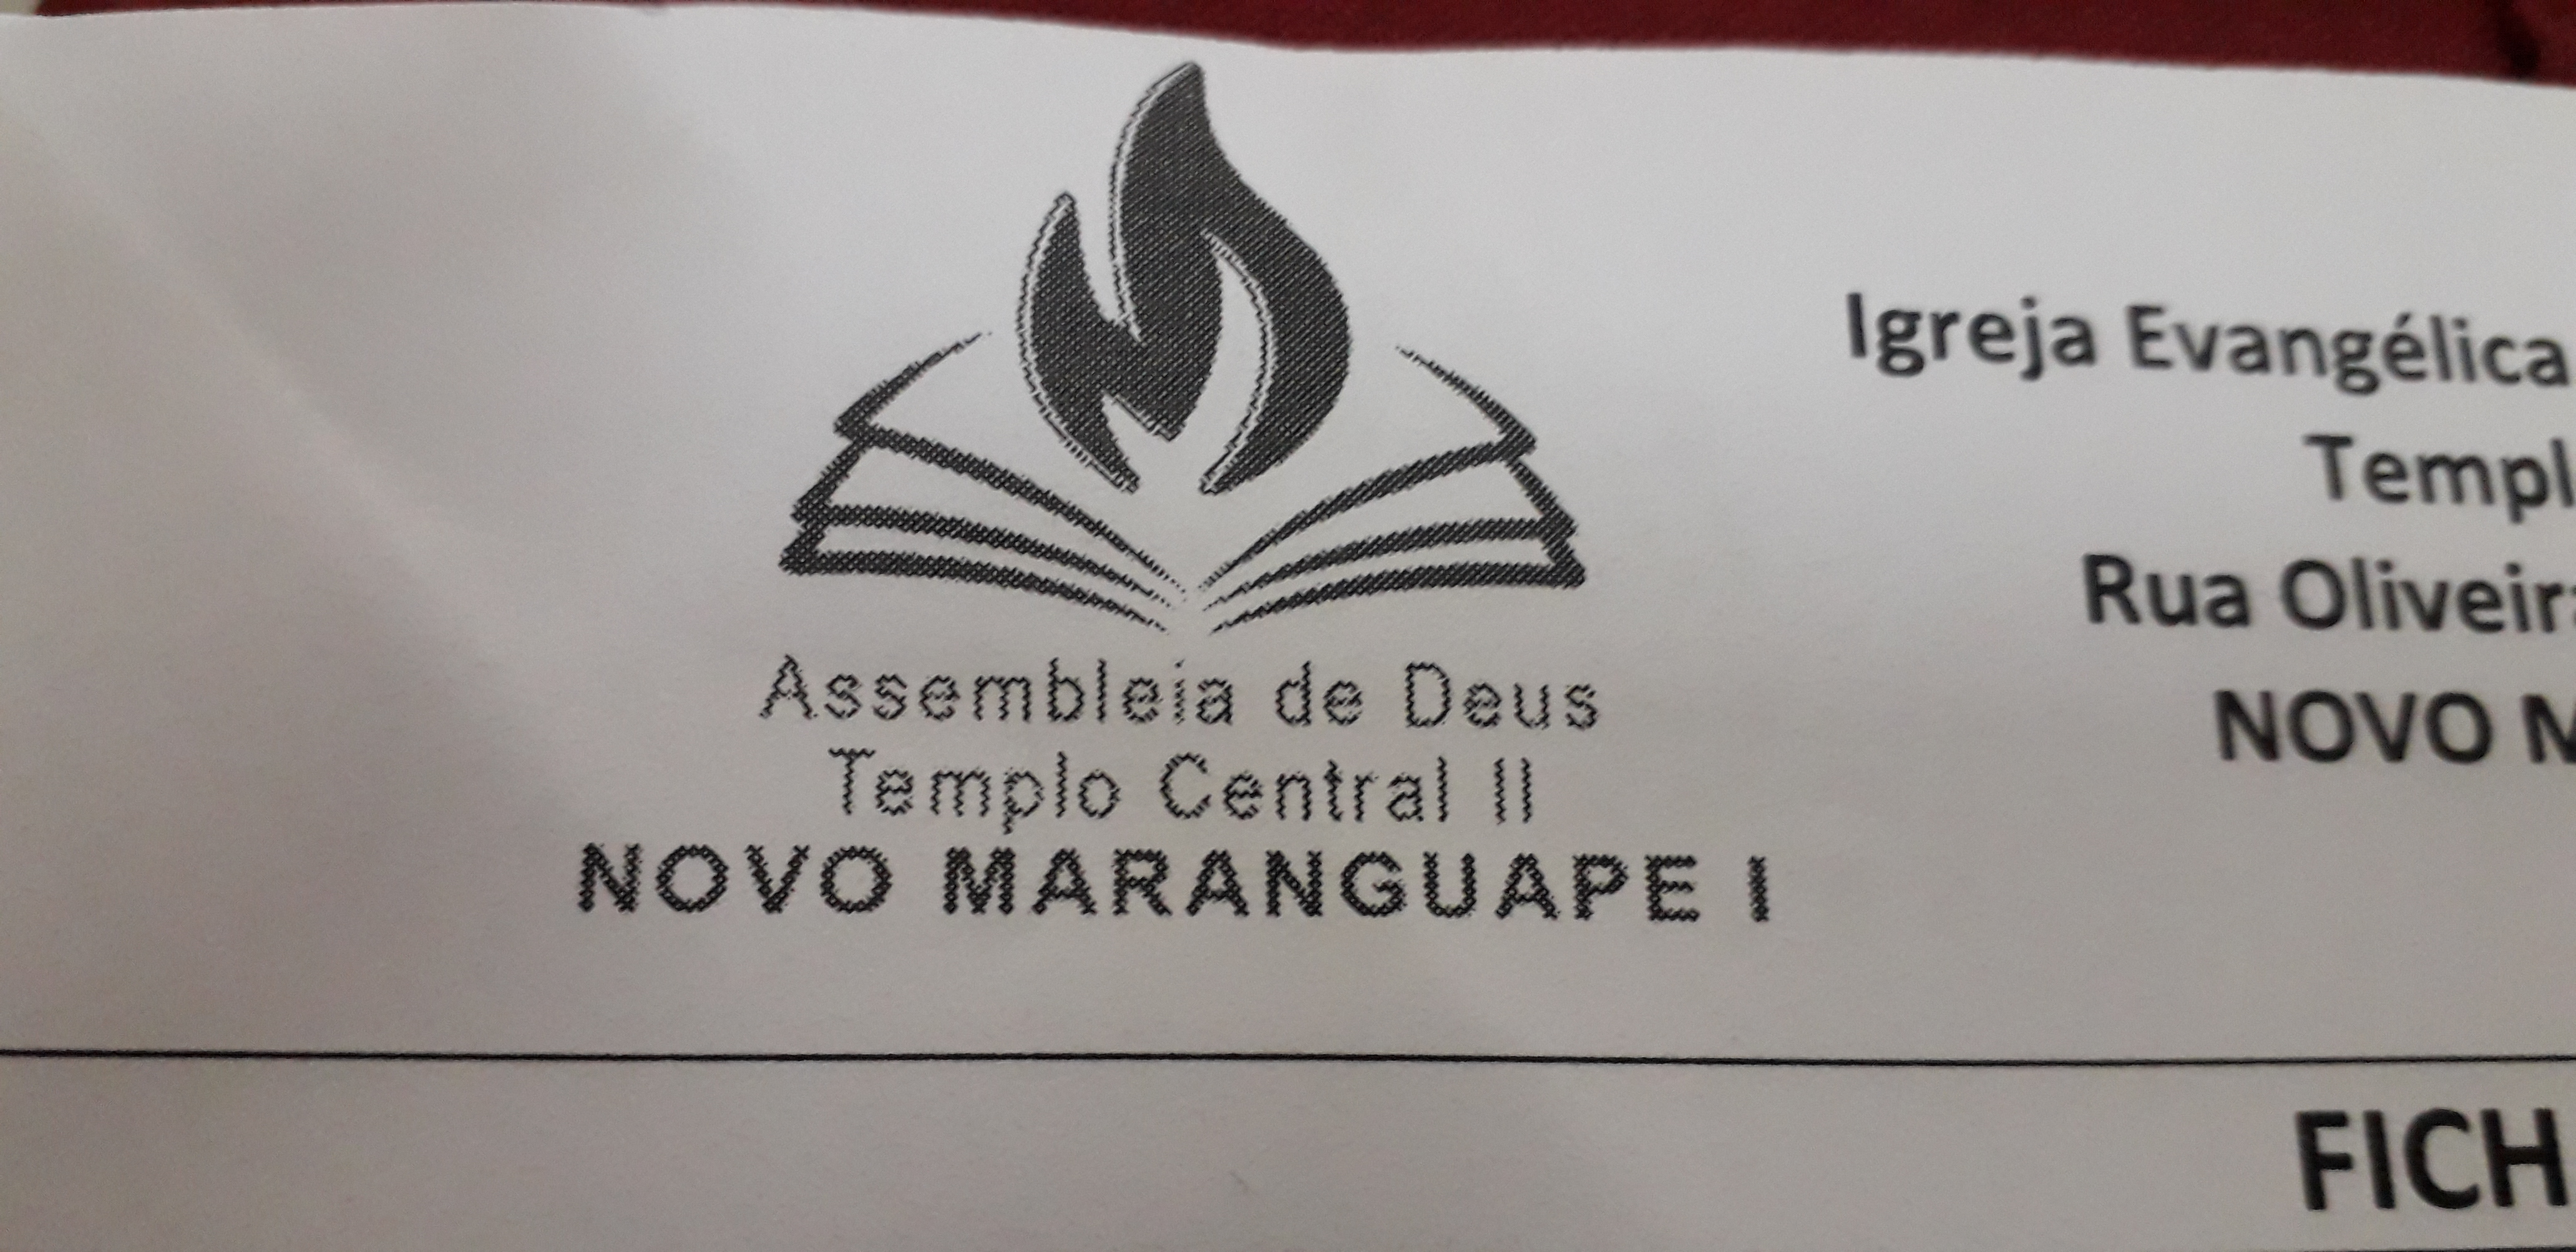 Assembleia de Deus
Templo Central II
NOVO MARANGUAPE I
Igreja Evangélica
Templ
Rua Oliveir
NOVO M
FICH